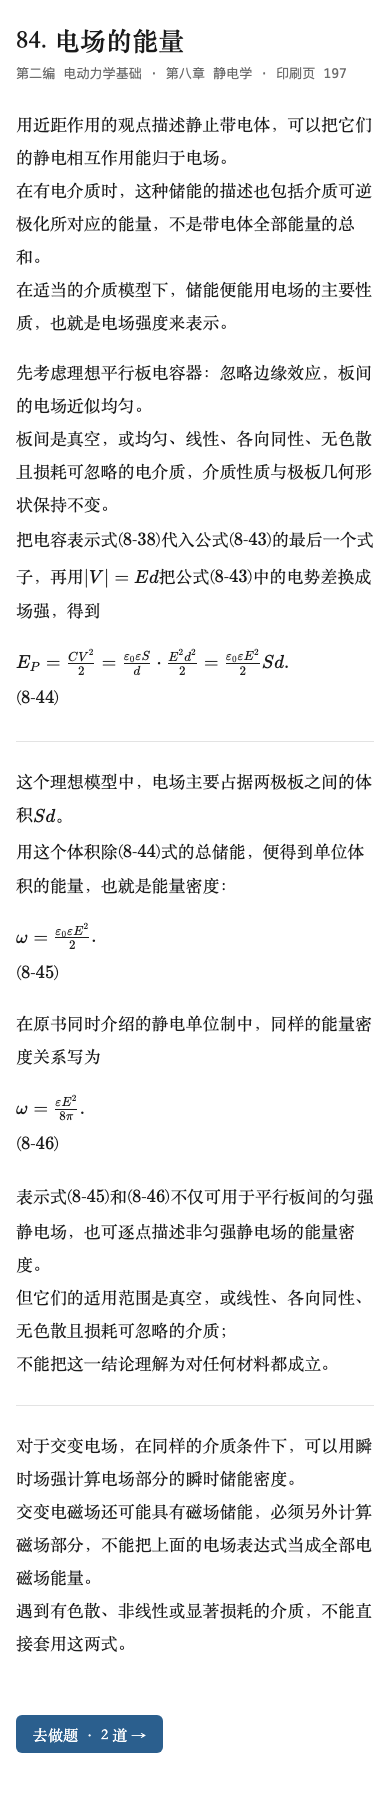 84. 电场的能量
第二编 电动力学基础 · 第八章 静电学 · 印刷页 197
用近距作用的观点描述静止带电体，可以把它们
的静电相互作用能归于电场。
在有电介质时，这种储能的描述也包括介质可逆
极化所对应的能量，不是带电体全部能量的总
和。
在适当的介质模型下，储能便能用电场的主要性
质，也就是电场强度来表示。
先考虑理想平行板电容器：忽略边缘效应，板间
的电场近似均匀。
板间是真空，或均匀、线性、各向同性、无色散
且损耗可忽略的电介质，介质性质与极板几何形
状保持不变。
把电容表示式(8-38)代入公式(8-43)的最后一个式
子，再用|V| = Ed把公式(8-43)中的电势差换成
场强，得到
E_P = \frac{CV^2}{2} = \frac{ε_0εS}{d} · \frac{E^2d^2}{2} = \frac{ε_0εE^2}{2}Sd.
(8-44)
这个理想模型中，电场主要占据两极板之间的体
积Sd。
用这个体积除(8-44)式的总储能，便得到单位体
积的能量，也就是能量密度：
ω = \frac{ε_0εE^2}{2}.
(8-45)
在原书同时介绍的静电单位制中，同样的能量密
度关系写为
ω = \frac{εE^2}{8π}.
(8-46)
表示式(8-45)和(8-46)不仅可用于平行板间的匀强
静电场，也可逐点描述非匀强静电场的能量密
度。
但它们的适用范围是真空，或线性、各向同性、
无色散且损耗可忽略的介质；
不能把这一结论理解为对任何材料都成立。
对于交变电场，在同样的介质条件下，可以用瞬
时场强计算电场部分的瞬时储能密度。
交变电磁场还可能具有磁场储能，必须另外计算
磁场部分，不能把上面的电场表达式当成全部电
磁场能量。
遇到有色散、非线性或显著损耗的介质，不能直
接套用这两式。
去做题 · 2 道 →